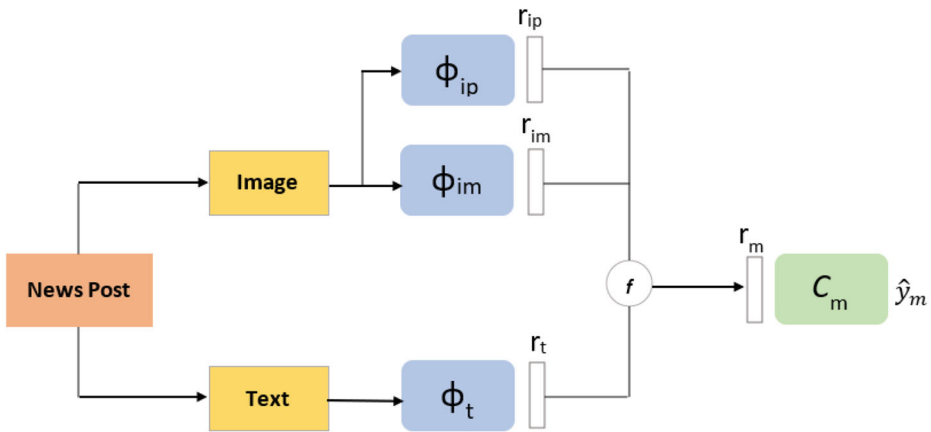 r_ip
ϕ_ip
r_im
Image
ϕ_im
r_m
News Post
f
C_m
ŷ_m
r_t
Text
ϕ_t